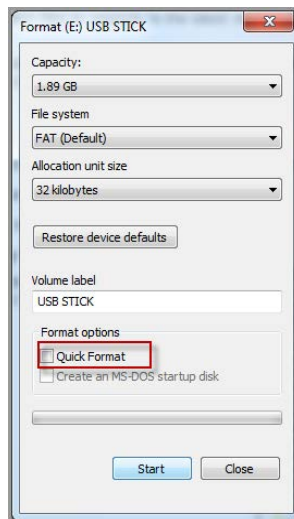 Format (E:) USB STICK
Capacity:
1.89 GB
File system
FAT (Default)
Allocation unit size
32 kilobytes
Restore device defaults
Volume label
USB STICK
Format options
Quick Format
Create an MS-DOS startup disk
Start Close